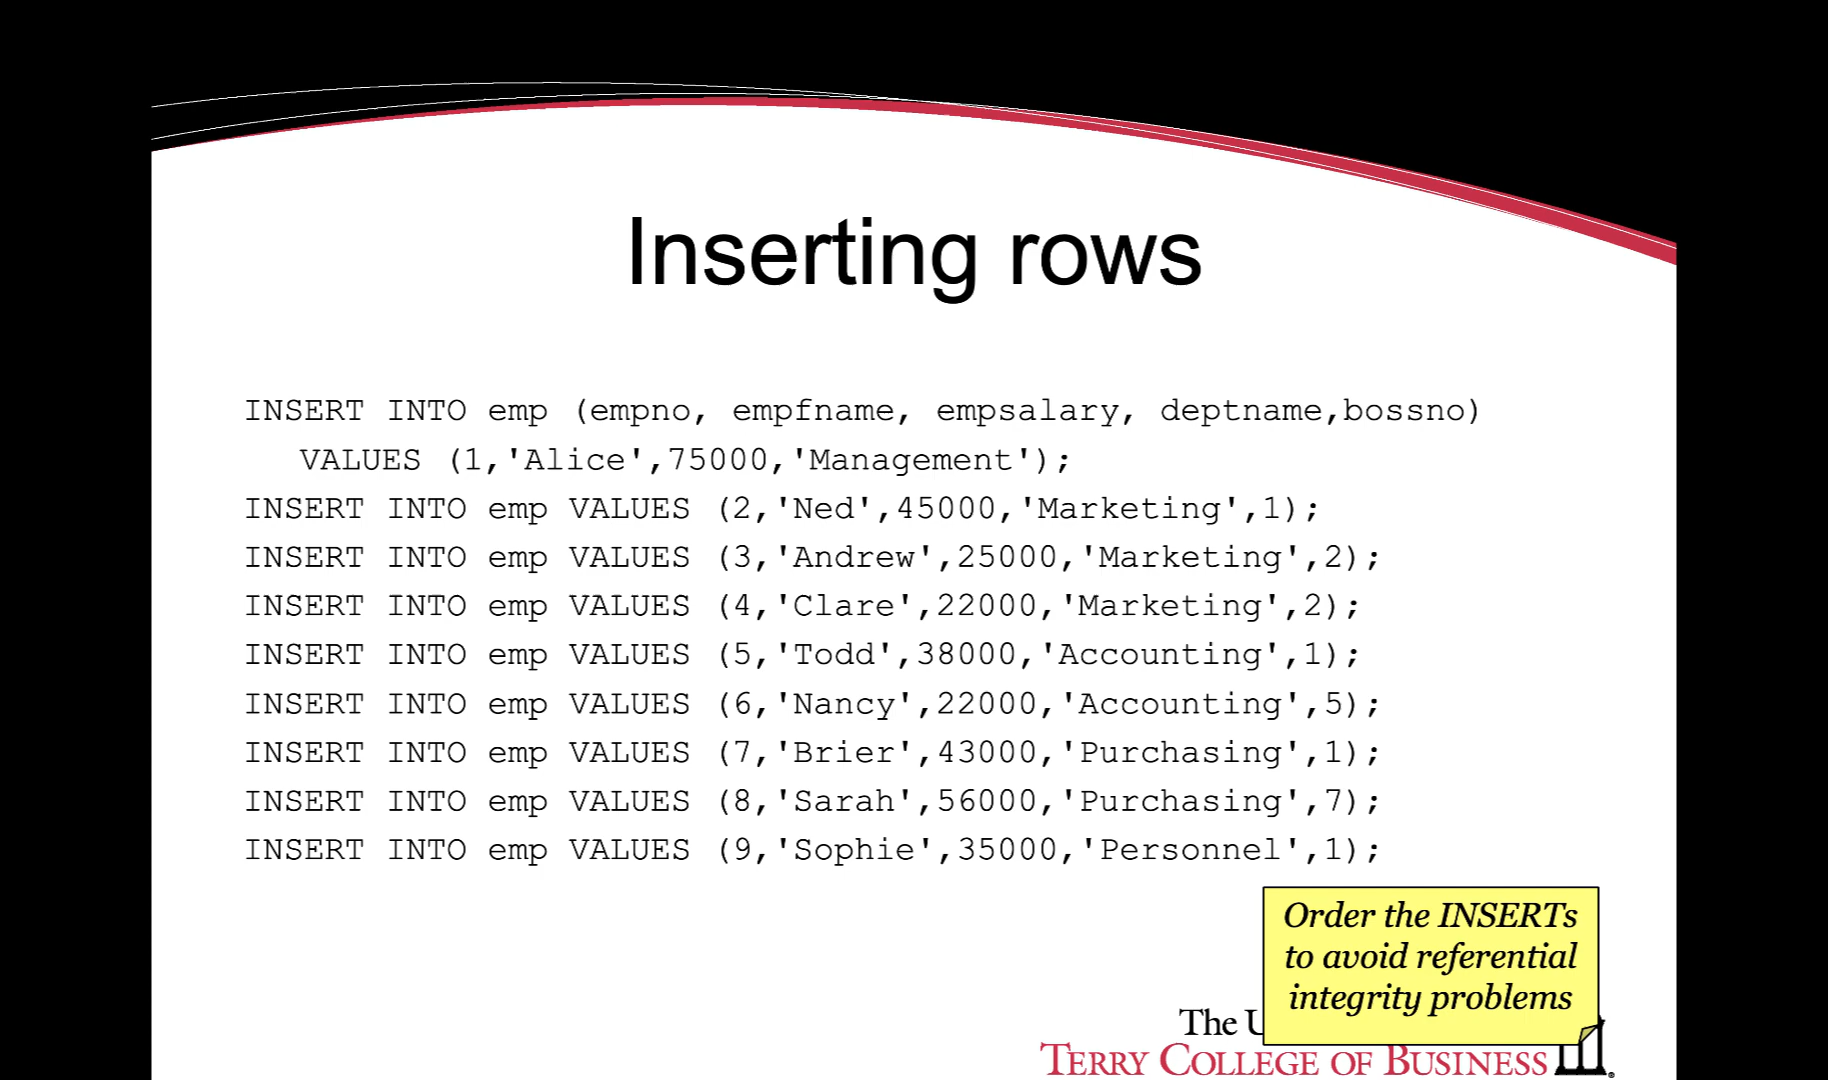 Inserting rows
INSERT INTO emp (empno, empfname, empsalary, deptname,bossno)
VALUES (1,'Alice',75000,'Management');
INSERT INTO emp VALUES (2,'Ned',45000,'Marketing',1);
INSERT INTO emp VALUES (3,'Andrew',25000,'Marketing',2);
INSERT INTO emp VALUES (4,'Clare',22000,'Marketing',2);
INSERT INTO emp VALUES (5,'Todd',38000,'Accounting',1);
INSERT INTO emp VALUES (6,'Nancy',22000,'Accounting',5);
INSERT INTO emp VALUES (7,'Brier',43000,'Purchasing',1);
INSERT INTO emp VALUES (8,'Sarah',56000,'Purchasing',7);
INSERT INTO emp VALUES (9,'Sophie',35000,'Personnel',1);
Order the INSERTs
to avoid referential
integrity problems
The
TERRY COLLEGE OF BUSINESS